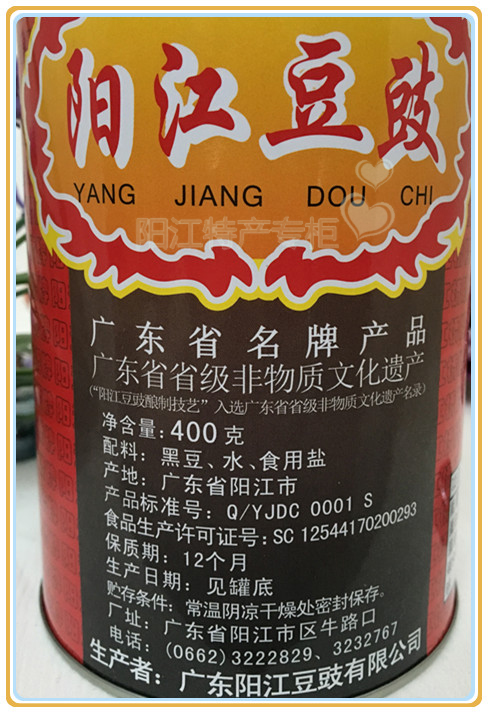 阳江豆豉
YANG JIANG DOU CHI
阳江特产专柜
广东省名牌产品
广东省省级非物质文化遗产
(“阳江豆豉酿制技艺”入选广东省省级非物质文化遗产名录)
净含量: 400克
配料: 黑豆、水、食用盐
产地: 广东省阳江市
产品标准号: Q/YJDC 0001 S
食品生产许可证号: SC 12544170200293
保质期: 12个月
生产日期: 见罐底
贮存条件: 常温阴凉干燥处密封保存。
厂址: 广东省阳江市区牛路口
电话: (0662)3222829、3232767
生产者: 广东阳江豆豉有限公司